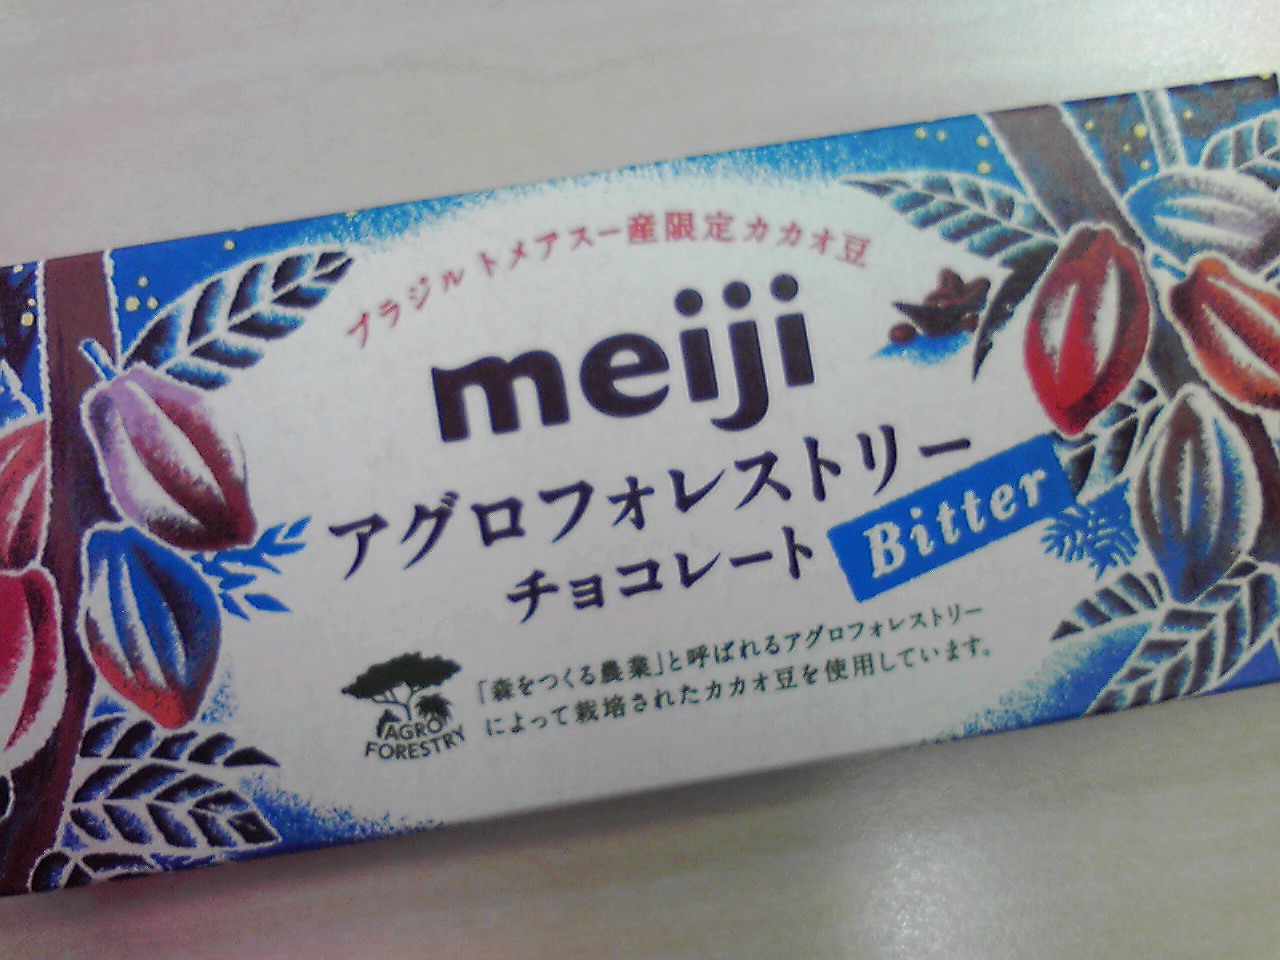 ブラジル トメアスー産限定カカオ豆
meiji
アグロフォレストリー
チョコレート
Bitter
「森をつくる農業」と呼ばれるアグロフォレストリー
によって栽培されたカカオ豆を使用しています。
AGRO
FORESTRY